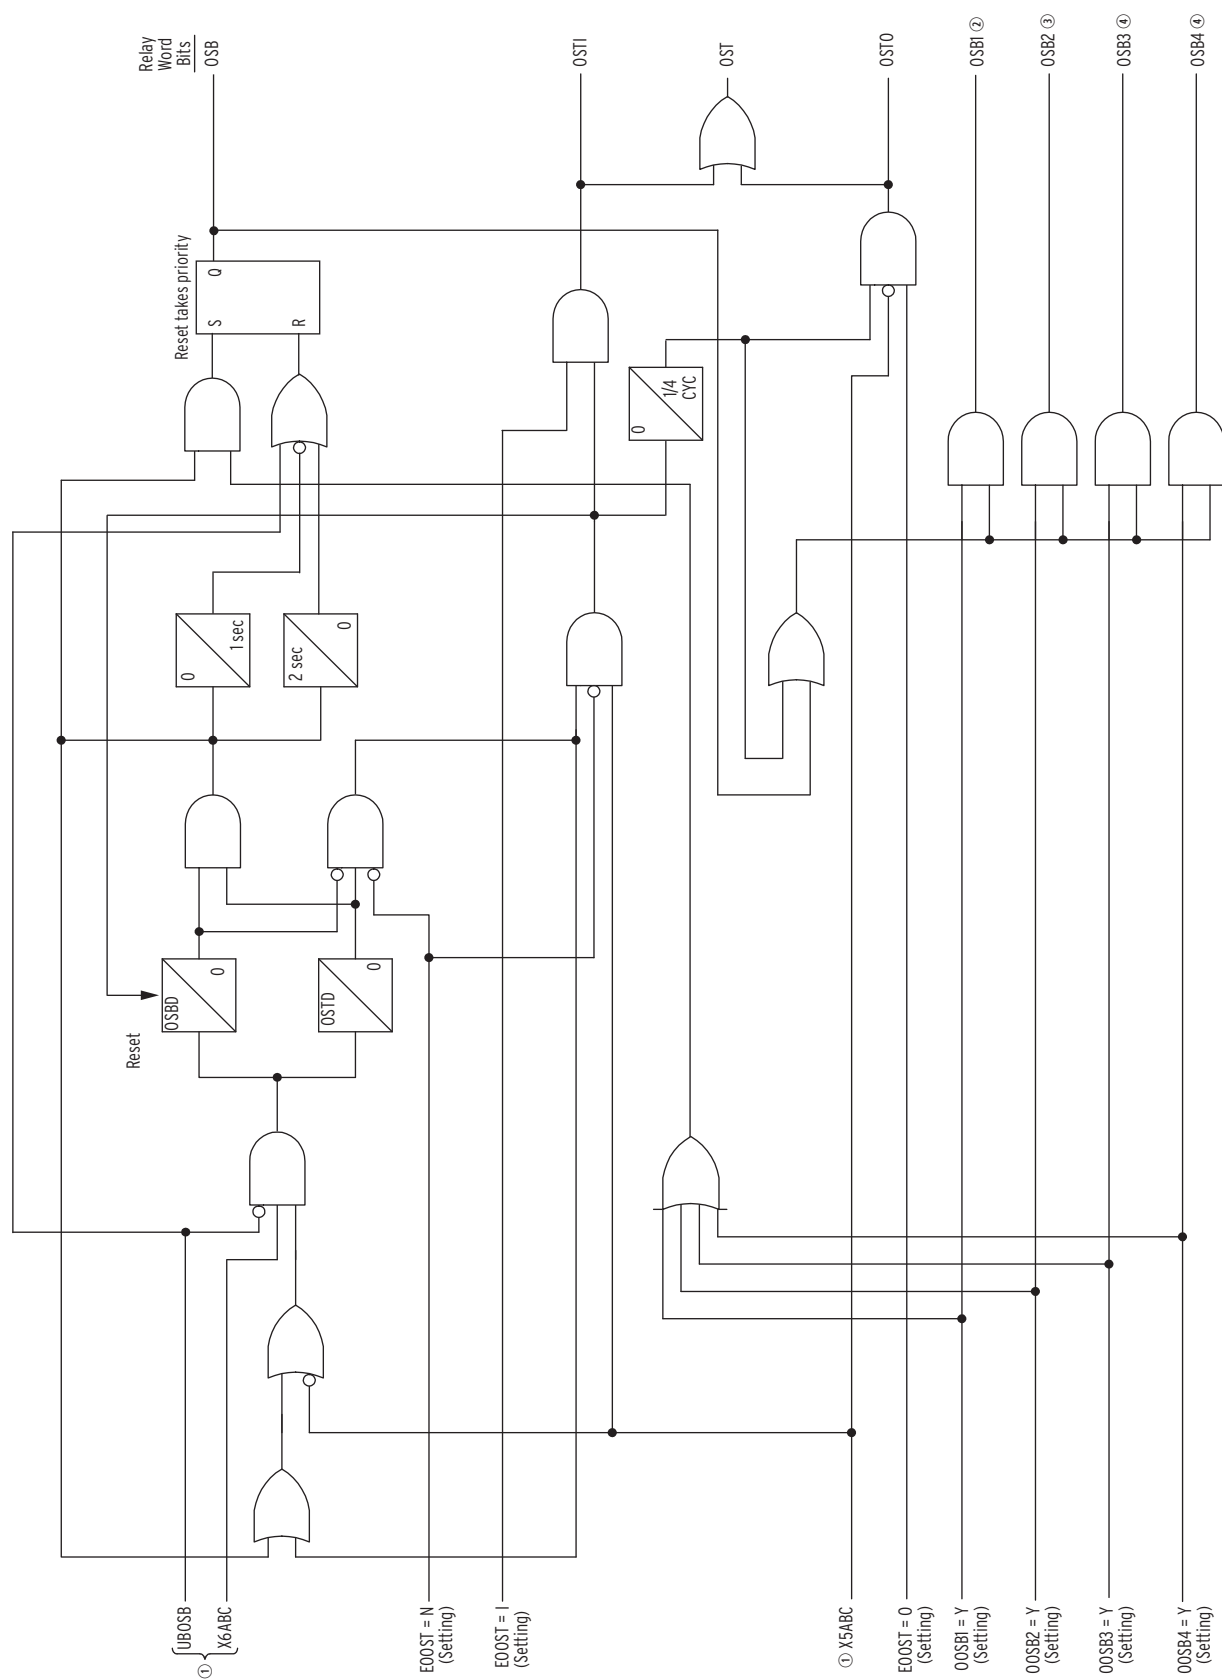 Relay
Word
Bits
OSB
OSTI
OST
OSTO
OSB1 ②
OSB2 ③
OSB3 ④
OSB4 ④
Reset takes priority
S
Q
R
0
1 sec
2 sec
0
0
1/4
CYC
Reset
OSBD
0
OSTD
0
①
UBOSB
X6ABC
EOOST = N
(Setting)
EOOST = I
(Setting)
① X5ABC
EOOST = O
(Setting)
OOSB1 = Y
(Setting)
OOSB2 = Y
(Setting)
OOSB3 = Y
(Setting)
OOSB4 = Y
(Setting)